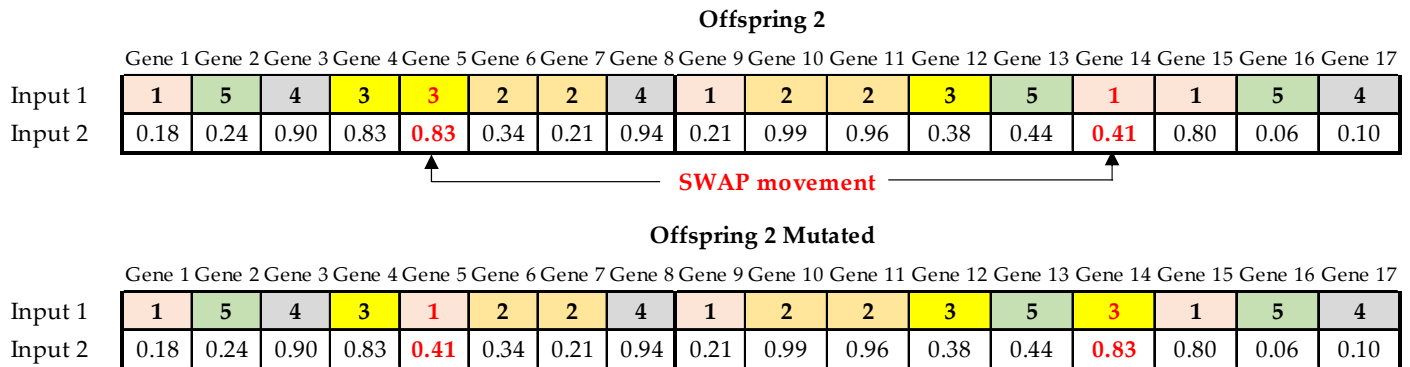 Offspring 2
Gene 1 Gene 2 Gene 3 Gene 4 Gene 5 Gene 6 Gene 7 Gene 8 Gene 9 Gene 10 Gene 11 Gene 12 Gene 13 Gene 14 Gene 15 Gene 16 Gene 17
Input 1 1 5 4 3 3 2 2 4 1 2 2 3 5 1 1 5 4
Input 2 0.18 0.24 0.90 0.83 0.83 0.34 0.21 0.94 0.21 0.99 0.96 0.38 0.44 0.41 0.80 0.06 0.10
SWAP movement
Offspring 2 Mutated
Gene 1 Gene 2 Gene 3 Gene 4 Gene 5 Gene 6 Gene 7 Gene 8 Gene 9 Gene 10 Gene 11 Gene 12 Gene 13 Gene 14 Gene 15 Gene 16 Gene 17
Input 1 1 5 4 3 1 2 2 4 1 2 2 3 5 3 1 5 4
Input 2 0.18 0.24 0.90 0.83 0.41 0.34 0.21 0.94 0.21 0.99 0.96 0.38 0.44 0.83 0.80 0.06 0.10